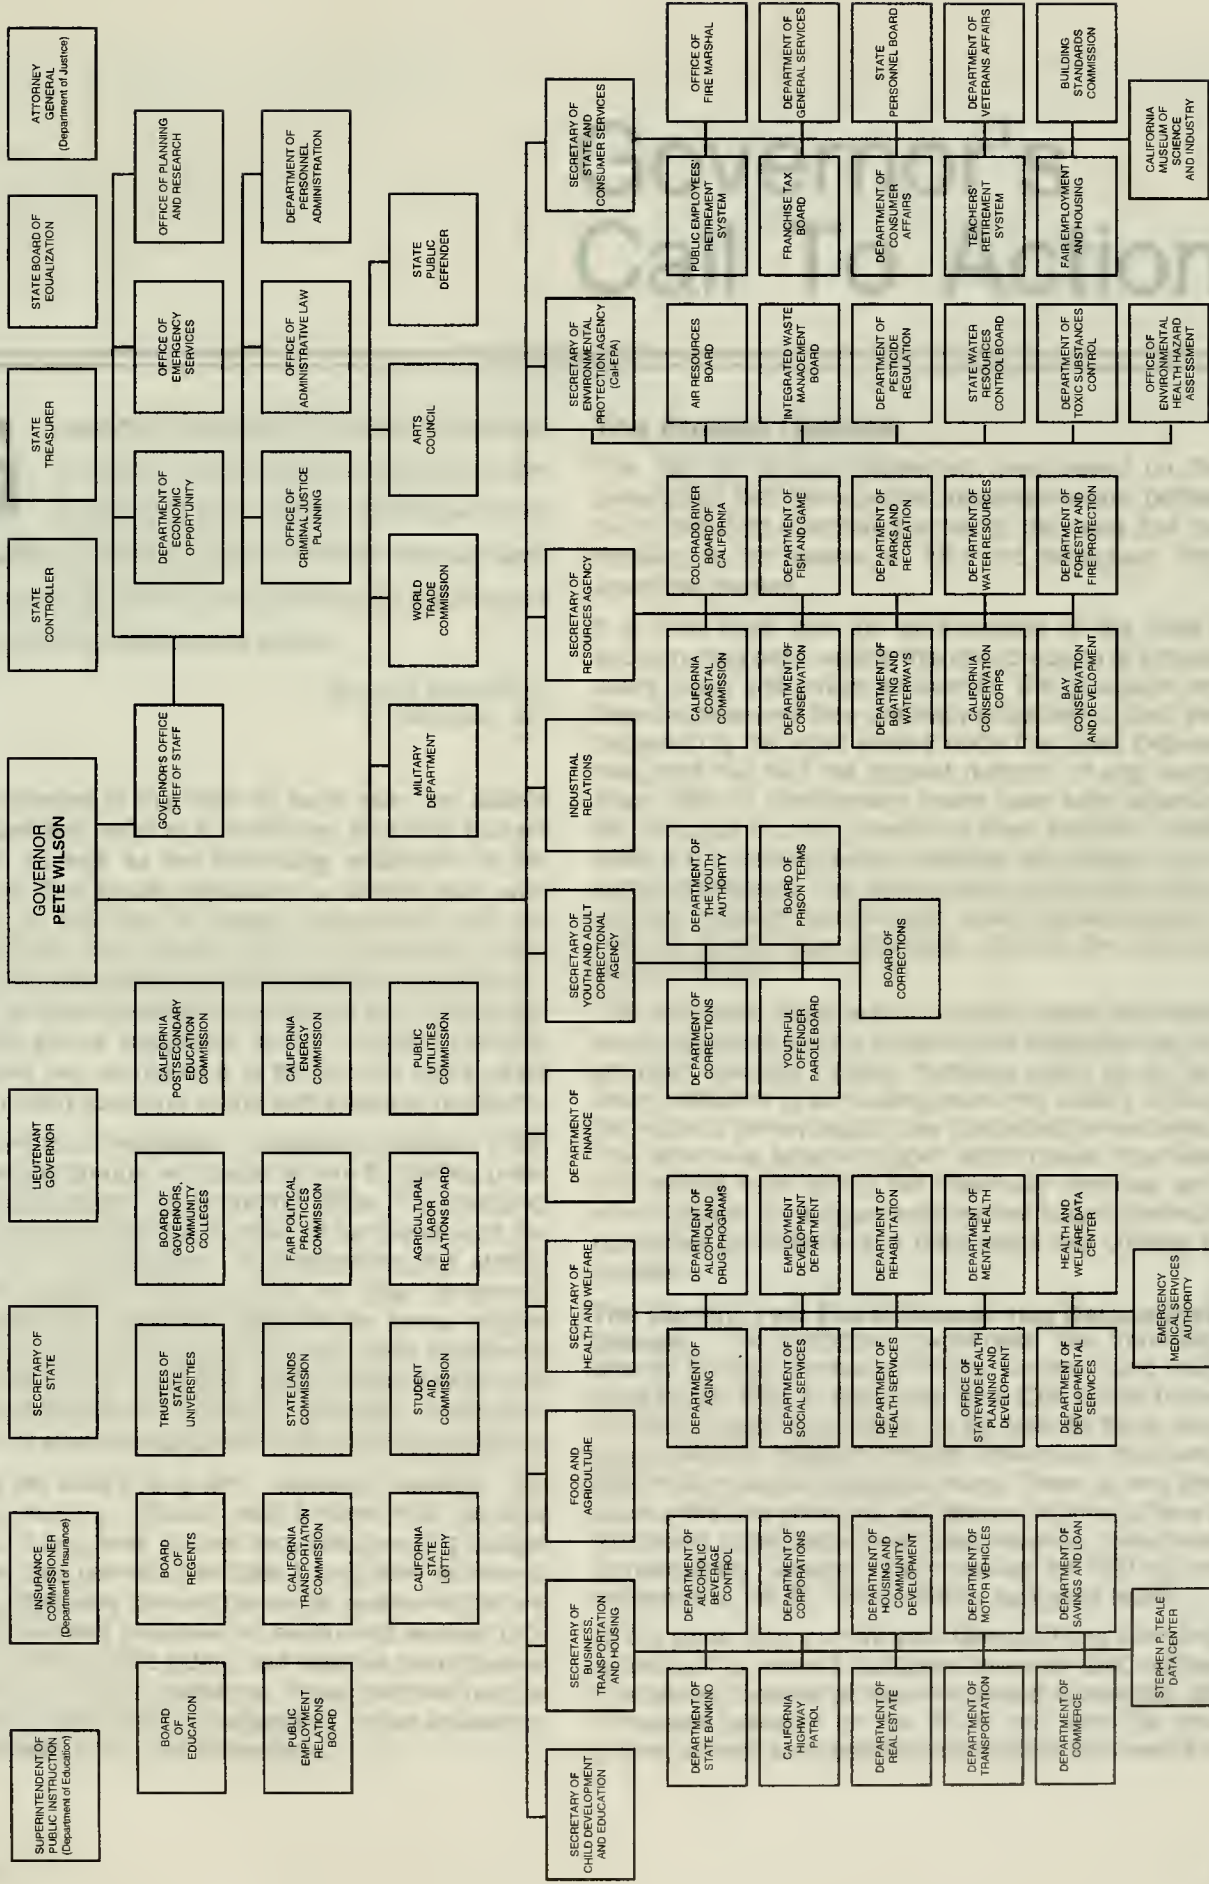 SUPERINTENDENT OF
PUBLIC INSTRUCTION
(Department of Education)
INSURANCE
COMMISSIONER
(Department of Insurance)
SECRETARY OF
STATE
LIEUTENANT
GOVERNOR
GOVERNOR
PETE WILSON
STATE
CONTROLLER
STATE
TREASURER
STATE BOARD OF
EQUALIZATION
ATTORNEY
GENERAL
(Department of Justice)
BOARD
OF
EDUCATION
BOARD
OF
REGENTS
TRUSTEES OF
STATE
UNIVERSITIES
BOARD OF
GOVERNORS,
COMMUNITY
COLLEGES
CALIFORNIA
POSTSECONDARY
EDUCATION
COMMISSION
GOVERNOR'S OFFICE
CHIEF OF STAFF
DEPARTMENT OF
ECONOMIC
OPPORTUNITY
OFFICE OF
EMERGENCY
SERVICES
OFFICE OF PLANNING
AND RESEARCH
PUBLIC
EMPLOYMENT
RELATIONS
BOARD
CALIFORNIA
TRANSPORTATION
COMMISSION
STATE LANDS
COMMISSION
FAIR POLITICAL
PRACTICES
COMMISSION
CALIFORNIA
ENERGY
COMMISSION
OFFICE OF
CRIMINAL JUSTICE
PLANNING
OFFICE OF
ADMINISTRATIVE LAW
DEPARTMENT OF
PERSONNEL
ADMINISTRATION
CALIFORNIA
STATE
LOTTERY
STUDENT
AID
COMMISSION
AGRICULTURAL
LABOR
RELATIONS BOARD
PUBLIC
UTILITIES
COMMISSION
MILITARY
DEPARTMENT
WORLD
TRADE
COMMISSION
ARTS
COUNCIL
STATE
PUBLIC
DEFENDER
SECRETARY OF
CHILD DEVELOPMENT
AND EDUCATION
SECRETARY OF
BUSINESS,
TRANSPORTATION
AND HOUSING
FOOD AND
AGRICULTURE
SECRETARY OF
HEALTH AND WELFARE
DEPARTMENT OF
FINANCE
SECRETARY OF
YOUTH AND ADULT
CORRECTIONAL
AGENCY
INDUSTRIAL
RELATIONS
SECRETARY OF
RESOURCES AGENCY
SECRETARY OF
ENVIRONMENTAL
PROTECTION AGENCY
(Cal-EPA)
SECRETARY OF
STATE AND
CONSUMER SERVICES
DEPARTMENT OF
STATE BANKINO
DEPARTMENT OF
ALCOHOLIC
BEVERAGE
CONTROL
CALIFORNIA
HIGHWAY
PATROL
DEPARTMENT OF
CORPORATIONS
DEPARTMENT OF
REAL ESTATE
DEPARTMENT OF
HOUSING AND
COMMUNITY
DEVELOPMENT
DEPARTMENT OF
TRANSPORTATION
DEPARTMENT OF
MOTOR VEHICLES
DEPARTMENT OF
COMMERCE
DEPARTMENT OF
SAVINGS AND LOAN
STEPHEN P. TEALE
DATA CENTER
DEPARTMENT OF
AGING
DEPARTMENT OF
ALCOHOL AND
DRUG PROGRAMS
DEPARTMENT OF
SOCIAL SERVICES
EMPLOYMENT
DEVELOPMENT
DEPARTMENT
DEPARTMENT OF
HEALTH SERVICES
DEPARTMENT OF
REHABILITATION
OFFICE OF
STATEWIDE HEALTH
PLANNING AND
DEVELOPMENT
DEPARTMENT OF
MENTAL HEALTH
DEPARTMENT OF
DEVELOPMENTAL
SERVICES
HEALTH AND
WELFARE DATA
CENTER
EMERGENCY
MEDICAL SERVICES
AUTHORITY
DEPARTMENT OF
CORRECTIONS
DEPARTMENT OF
THE YOUTH
AUTHORITY
YOUTHFUL
OFFENDER
PAROLE BOARD
BOARD OF
PRISON TERMS
BOARD OF
CORRECTIONS
CALIFORNIA
COASTAL
COMMISSION
COLORADO RIVER
BOARD OF
CALIFORNIA
DEPARTMENT OF
CONSERVATION
OEPARTMENT OF
FISH AND GAME
DEPARTMENT OF
BOATING AND
WATERWAYS
DEPARTMENT OF
PARKS AND
RECREATION
CALIFORNIA
CONSERVATION
CORPS
DEPARTMENT OF
WATER RESOURCES
BAY
CONSERVATION
AND DEVELOPMENT
DEPARTMENT OF
FORESTRY AND
FIRE PROTECTION
AIR RESOURCES
BOARD
INTEGRATED WASTE
MANAOEMENT
BOARD
DEPARTMENT OF
PESTICIDE
REGULATION
STATE WATER
RESOURCES
CONTROL BOARD
DEPARTMENT OF
TOXIC SUBSTANCES
CONTROL
OFFICE OF
ENVIRONMENTAL
HEALTH HAZARD
ASSESSMENT
PUBLIC EMPLOYEES'
RETIREMENT
SYSTEM
OFFICE OF
FIRE MARSHAL
FRANCHISE TAX
BOARD
DEPARTMENT OF
GENERAL SERVICES
DEPARTMENT OF
CONSUMER
AFFAIRS
STATE
PERSONNEL BOARD
TEACHERS'
RETIREMENT
SYSTEM
DEPARTMENT OF
VETERANS AFFAIRS
FAIR EMPLOYMENT
AND HOUSING
BUILDING
STANDARDS
COMMISSION
CALIFORNIA
MUSEUM OF
SCIENCE
AND INDUSTRY
Governor's
Call To Action